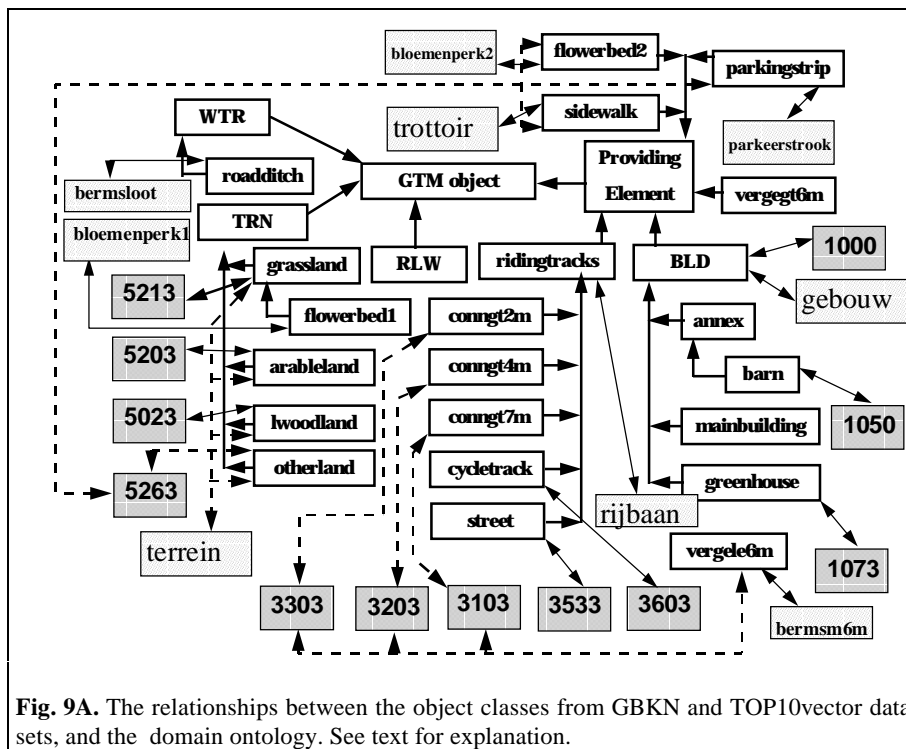 bloemenperk2
flowerbed2
parkingstrip
WTR
trottoir
sidewalk
parkeerstrook
roadditch
GTM object
Providing
Element
bermsloot
vergegt6m
TRN
bloemenperk1
grassland
RLW
ridingtracks
BLD
1000
5213
gebouw
flowerbed1
conngt2m
annex
5203
arableland
conngt4m
barn
5023
lwoodland
conngt7m
mainbuilding
1050
5263
otherland
cycletrack
greenhouse
terrein
street
rijbaan
vergele6m
1073
3303
3203
3103
3533
3603
bermsm6m
Fig. 9A. The relationships between the object classes from GBKN and TOP10vector data
sets, and the domain ontology. See text for explanation.